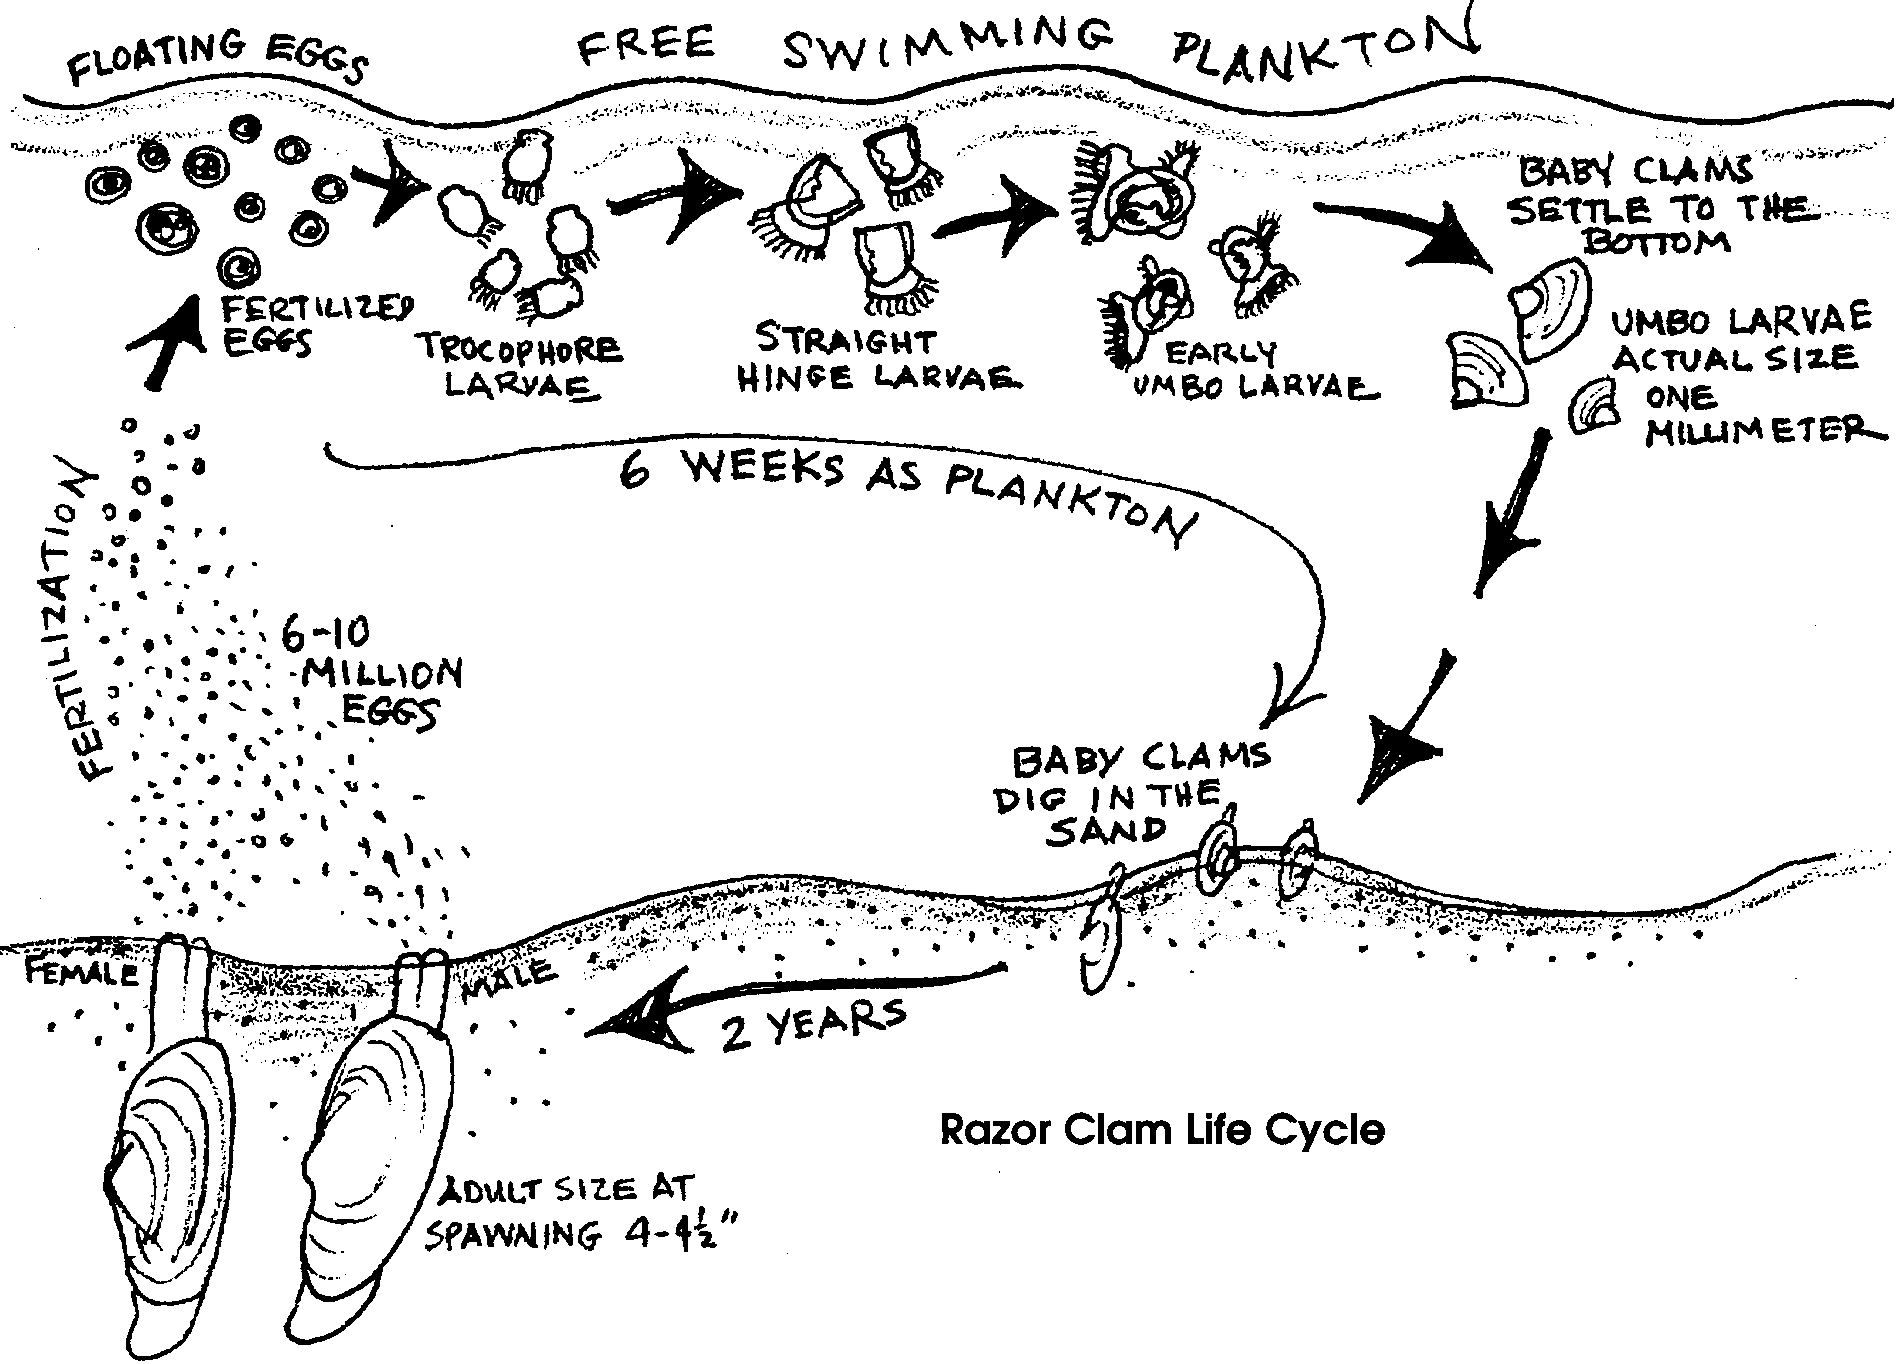 FLOATING EGGS
FREE SWIMMING PLANKTON
FERTILIZED
EGGS
TROCOPHORE
LARVAE
STRAIGHT
HINGE LARVAE
EARLY
UMBO LARVAE
BABY CLAMS
SETTLE TO THE
BOTTOM
UMBO LARVAE
ACTUAL SIZE
ONE
MILLIMETER
6 WEEKS AS PLANKTON
FERTILIZATION
6-10
MILLION
EGGS
BABY CLAMS
DIG IN THE
SAND
FEMALE
MALE
2 YEARS
Razor Clam Life Cycle
ADULT SIZE AT
SPAWNING 4-4½"